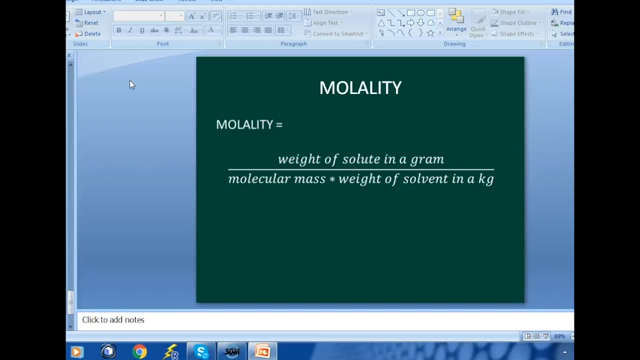 Layout
Reset
Delete
Slides
Font
Paragraph
Text Direction
Align Text
Convert to SmartArt
Arrange
Quick Styles
Shape Fill
Shape Outline
Shape Effects
Drawing
Find
Select
MOLALITY
MOLALITY =
weight of solute in a gram
molecular mass * weight of solvent in a kg
Click to add notes